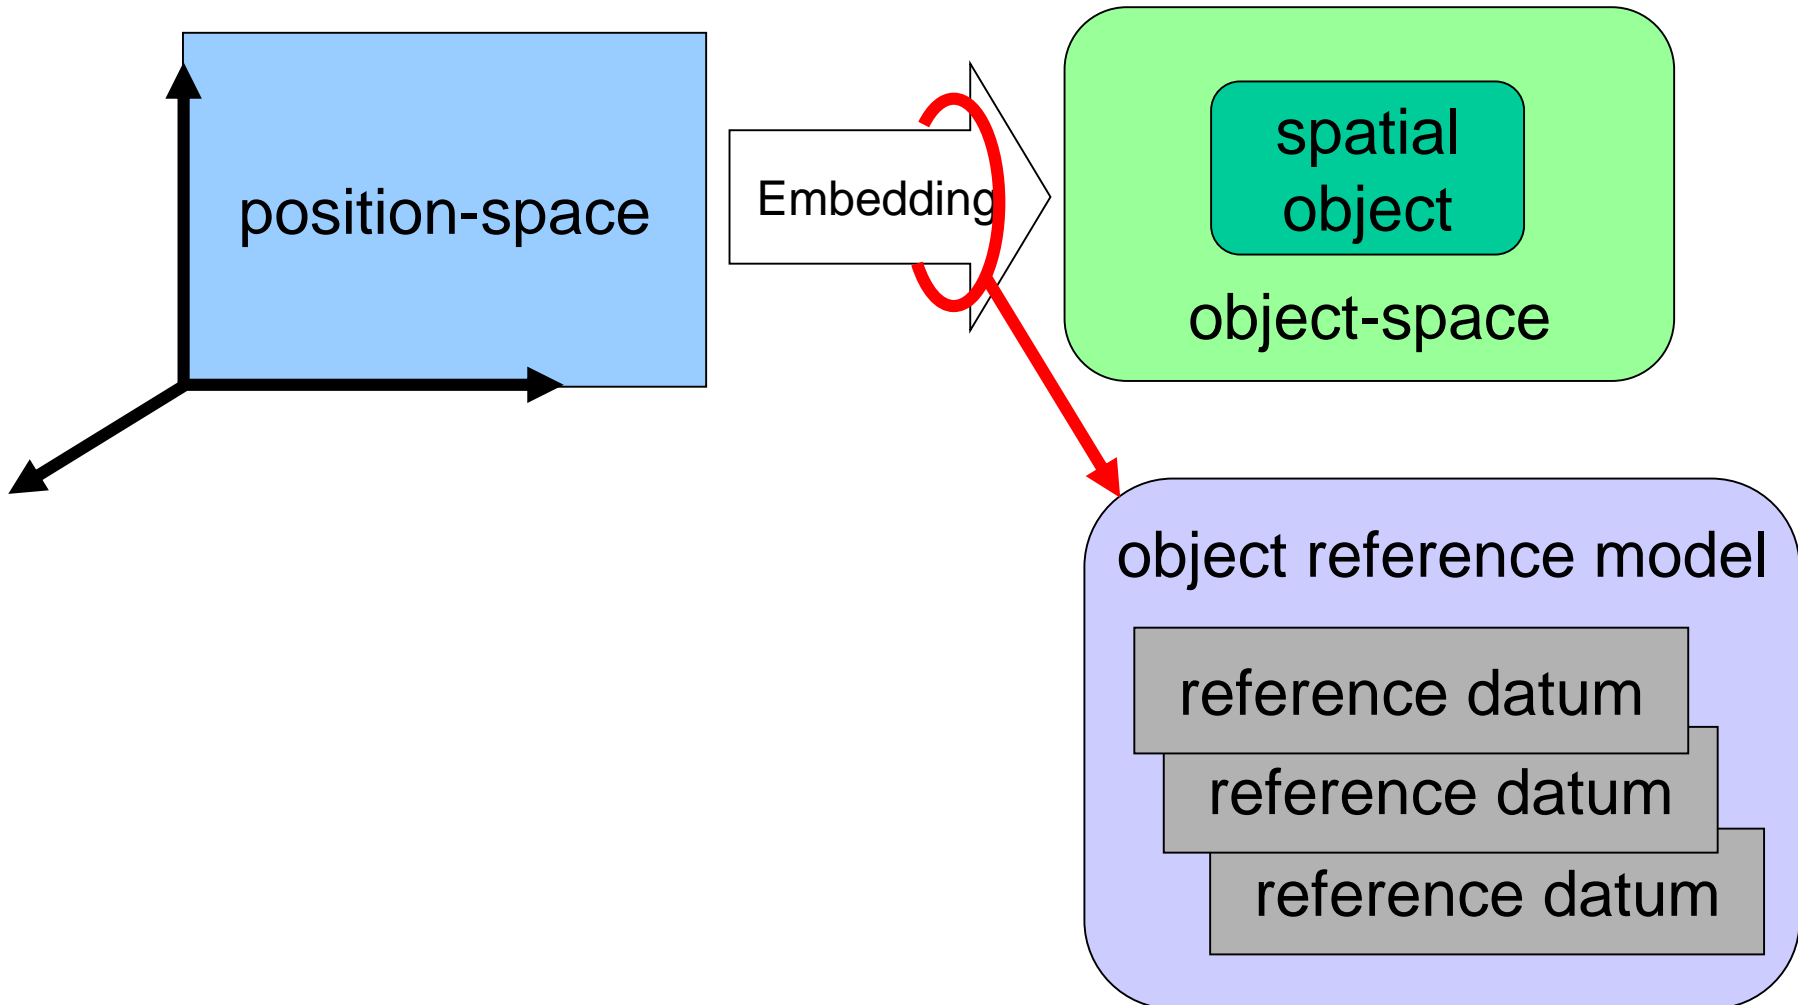 position-space
Embedding
spatial
object
object-space
object reference model
reference datum
reference datum
reference datum